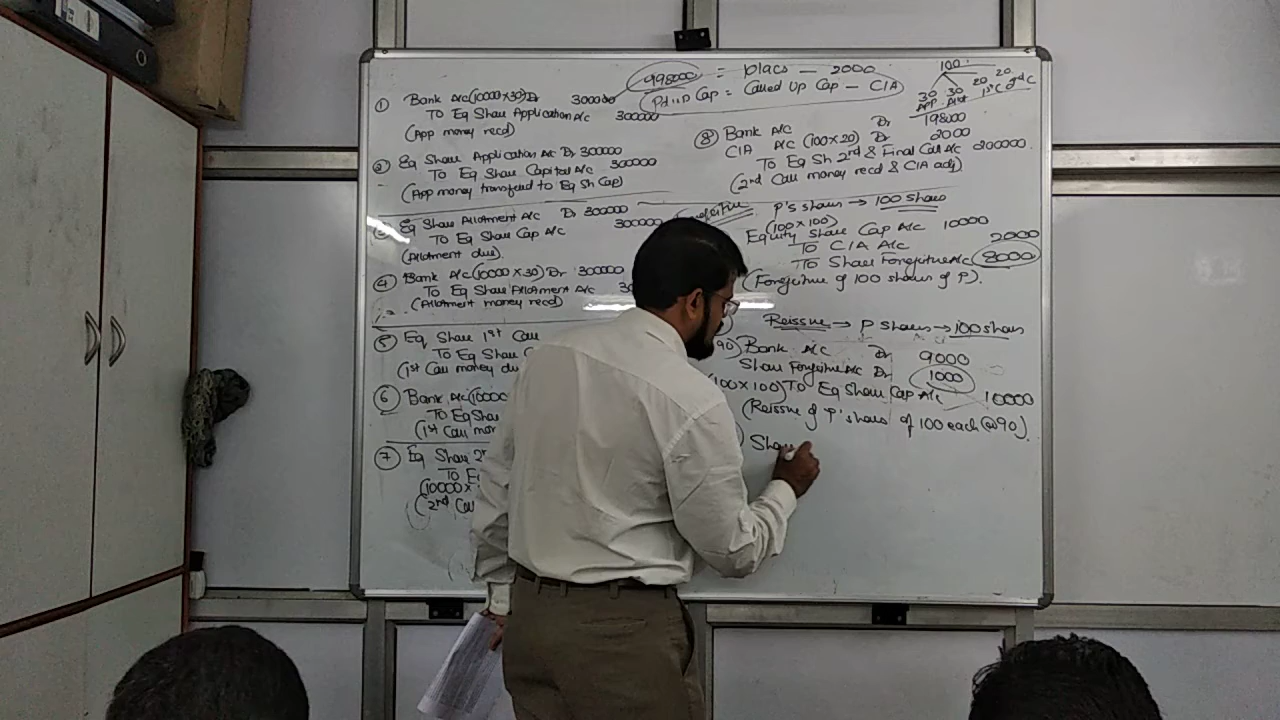 998000 = 10lacs — 2000
Paid Up Cap = Called Up Cap — CIA
100
30 30 20 20
App Allot 1st C 2nd C
① Bank A/c(10000×30)Dr 300000
To Eq Share Application A/c 300000
(App money recd)
② Eq Share Application A/c Dr 300000
To Eq Share Capital A/c 300000
(App money transferd to Eq Sh Cap)
Eq Share Allotment A/c Dr 300000
To Eq Share Cap A/c 300000
(Allotment due)
④ Bank A/c(10000×30)Dr 300000
To Eq Share Allotment A/c 30
(Allotment money recd)
⑤ Eq Share 1st Call
To Eq Share C
(1st Call money du
⑥ Bank A/c(10000
To Eq Sha
(1st Call mon
⑦ Eq Share 2
To E
(10000×
(2nd Cal
⑧ Bank A/c Dr 198000
CIA A/c (100×20) Dr 2000
To Eq Sh 2nd & Final Call A/c 200000
(2nd Call money recd & CIA adj)
P's shares → 100 shares
(100×100)
Equity Share Cap A/c 10000
To CIA A/c 2000
To Share Forfeiture A/c 8000
(Forfeiture of 100 shares of P).
Reissue → P Shares → 100 shares
90) Bank A/c Dr 9000
Share Forfeiture A/c Dr 1000
(100×100) To Eq Share Cap A/c 10000
(Reissue of P's shares of 100 each @ 90).
Shar